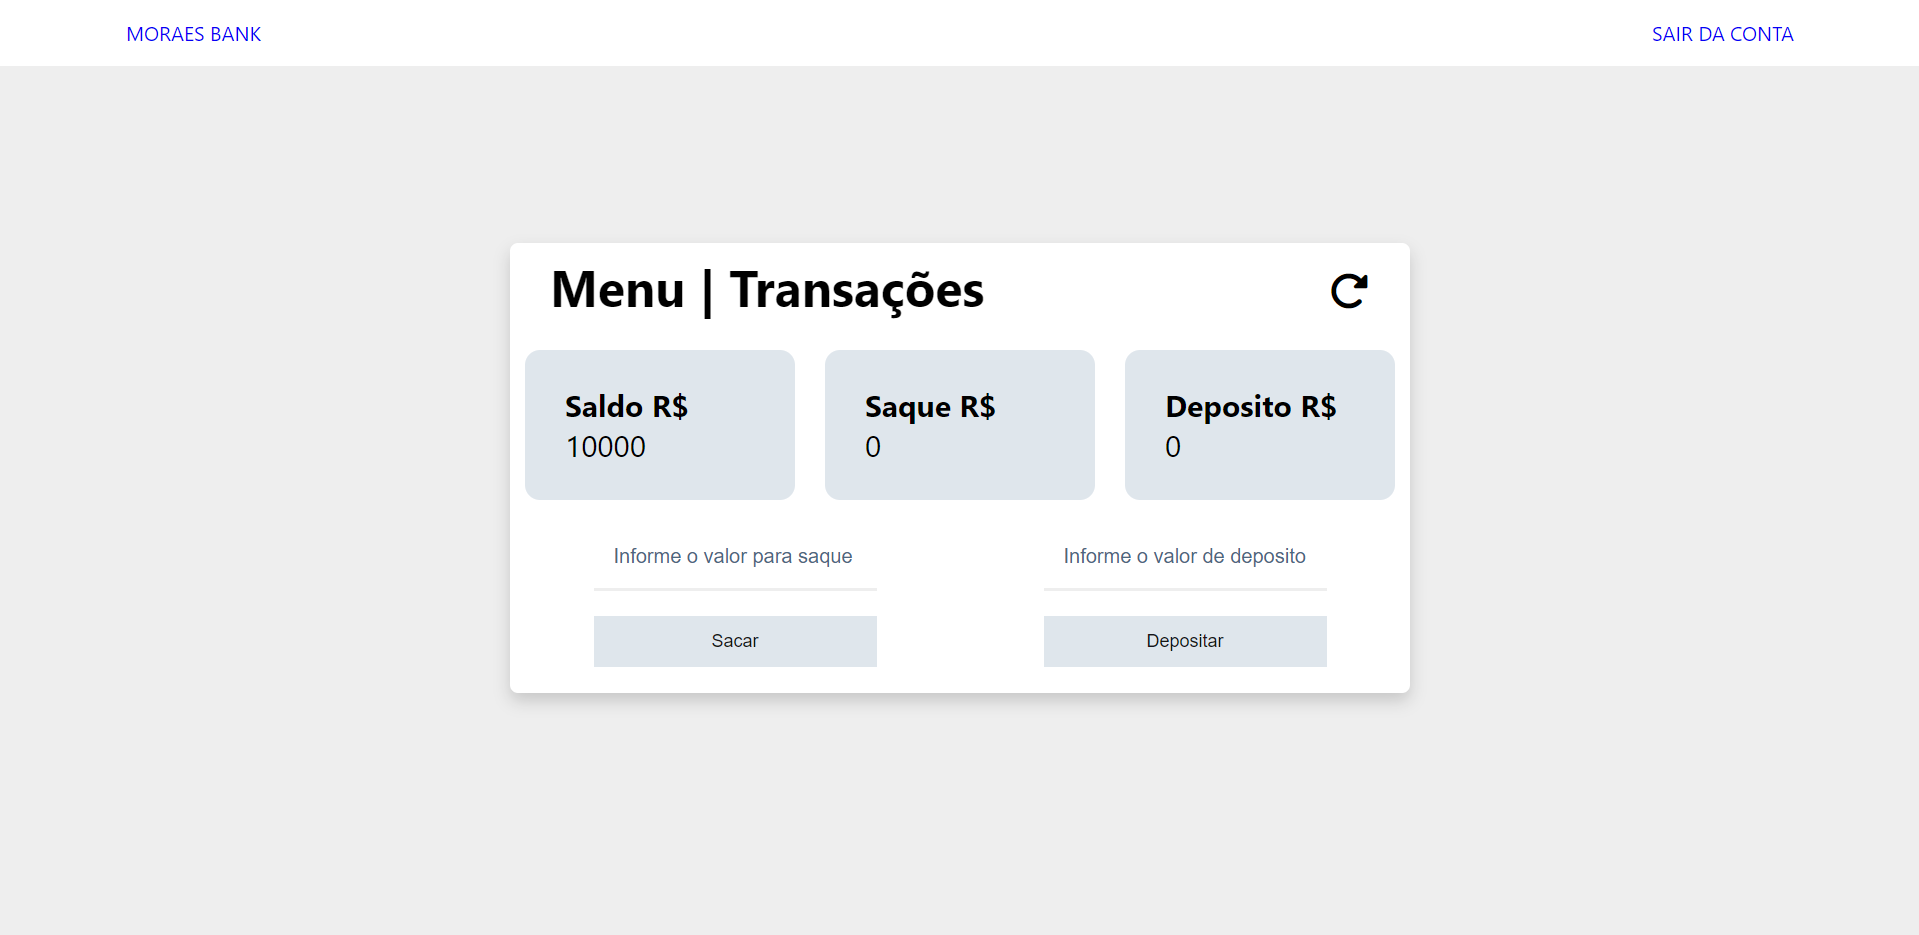 MORAES BANK
SAIR DA CONTA
Menu | Transações
Saldo R$
10000
Saque R$
0
Deposito R$
0
Informe o valor para saque
Informe o valor de deposito
Sacar
Depositar